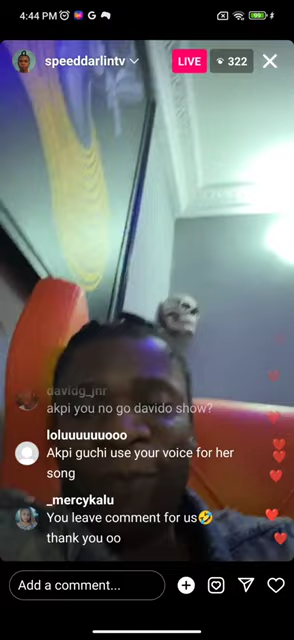 4:44 PM
speeddarlintv
LIVE
322
davidg_jnr
akpi you no go davido show?
loluuuuuuooo
Akpi guchi use your voice for her
song
_mercykalu
You leave comment for us🤣
thank you oo
Add a comment...